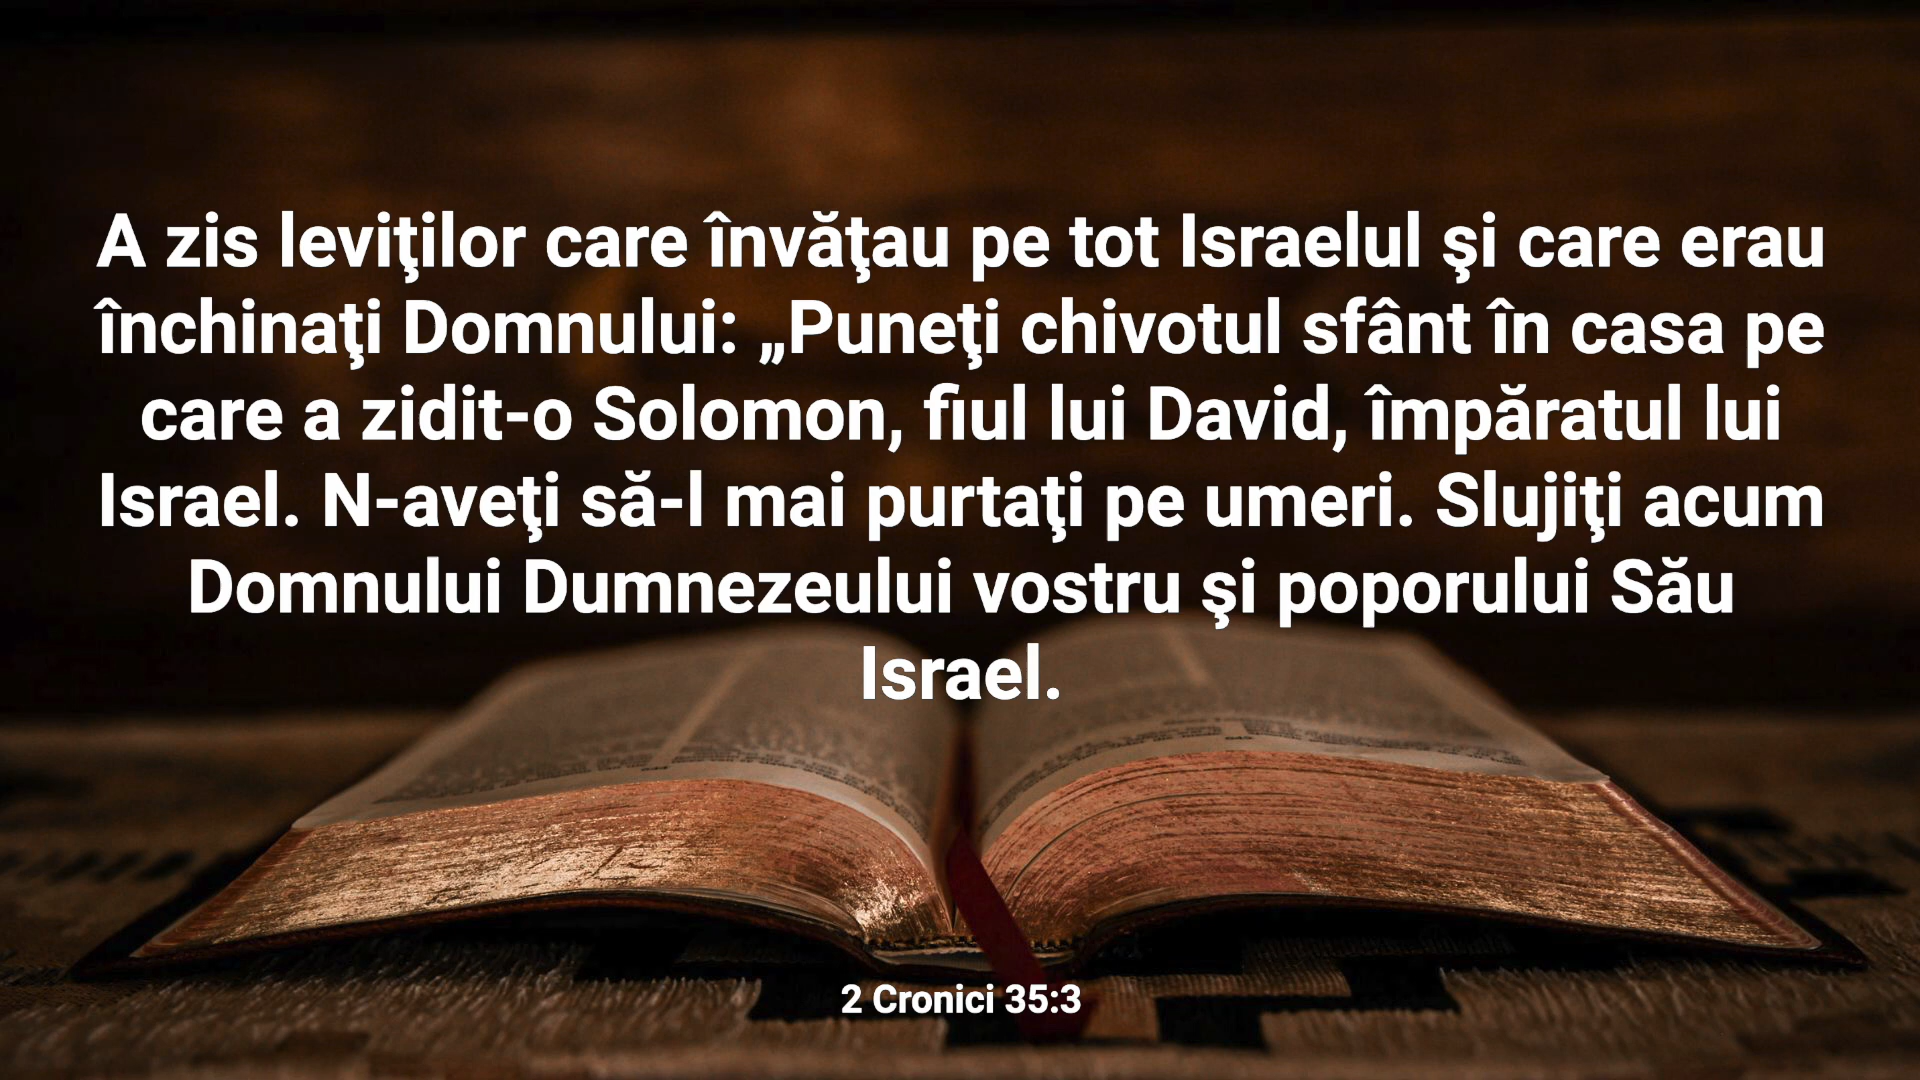 A zis leviţilor care învăţau pe tot Israelul şi care erau
închinaţi Domnului: „Puneţi chivotul sfânt în casa pe
care a zidit-o Solomon, fiul lui David, împăratul lui
Israel. N-aveţi să-l mai purtaţi pe umeri. Slujiţi acum
Domnului Dumnezeului vostru şi poporului Său
Israel.
2 Cronici 35:3